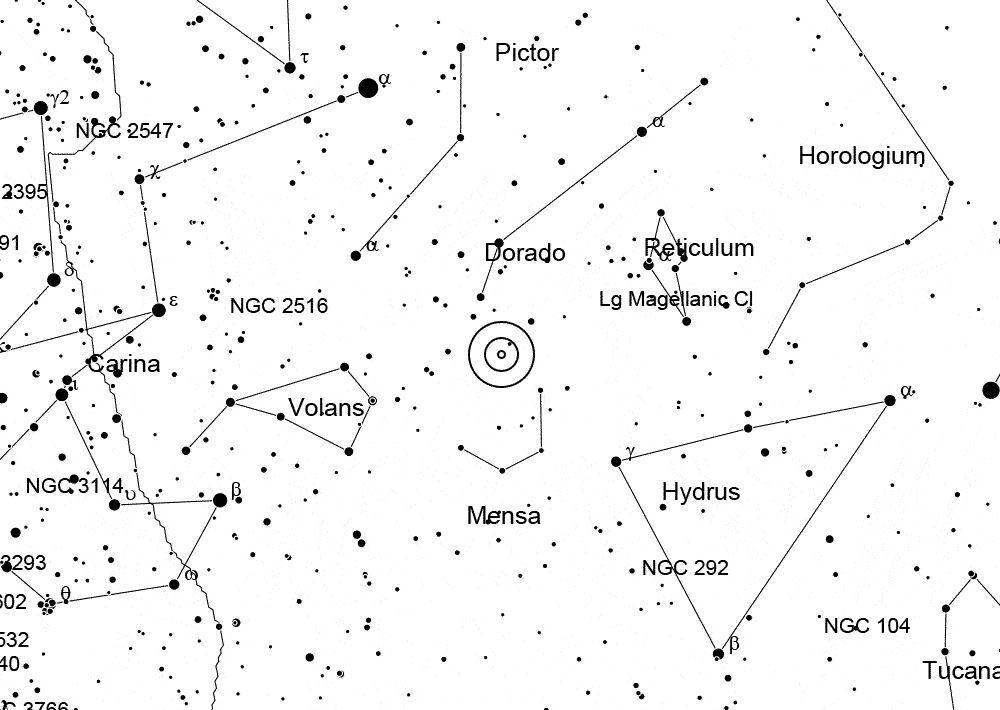 Pictor
τ
α
γ2
NGC 2547
α
χ
Horologium
2395
91
α
Dorado
Reticulum
α
δ
ε
NGC 2516
Lg Magellanic Cl
Carina
ι
Volans
α
γ
NGC 3114
υ
β
Hydrus
Mensa
3293
ω
NGC 292
602
θ
NGC 104
532
β
40
Tucana
C 3766